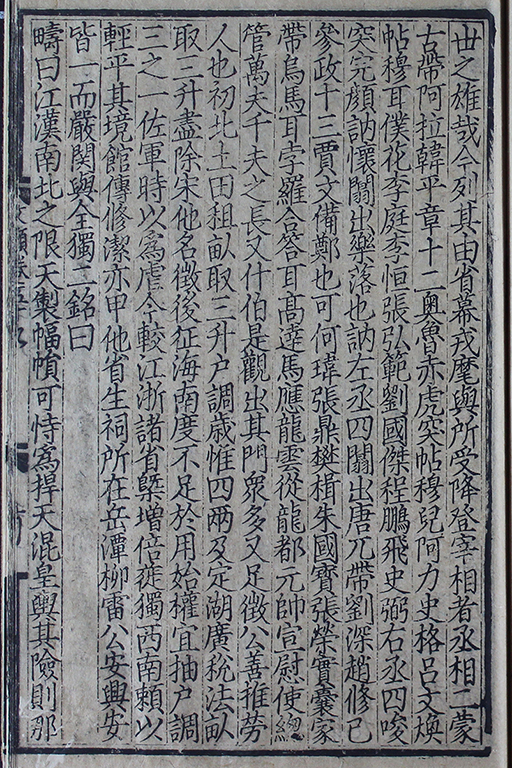 世之雄哉今列其由省幕戎麾與所受降登宰相者丞相二蒙
古帶阿拉韓平章十二奧魯赤虎突帖穆兒阿力史格呂文煥
帖穆耳僕花李庭李恒張弘範劉國傑程鵬飛史弼右丞四唆
突完顏訥懷闊出樂落也訥左丞四闊出唐兀帶劉深趙修已
參政十三賈文備鄭也可何瑋張鼎樊楫朱國寶張榮實囊家
帶烏馬耳孛羅合荅耳髙達馬應龍雲從龍都元帥宣慰使緫
管萬夫千夫之長又什伯是觀出其門衆多又足徵公善推勞
人也初北土田租畝取三升戶調歳惟四兩及定湖廣稅法畝
取三升盡除宋他名徵後征海南度不足於用始權宜抽戶調
三之一佐軍時以爲虐今較江浙諸省槩增倍蓰獨西南頼以
輕平其境館傳修潔亦甲他省生祠所在岳潭柳雷公安興安
皆一而嚴関與全獨二銘曰
疇曰江漢南北之限天製幅幀可恃爲捍天混皇輿其險則那